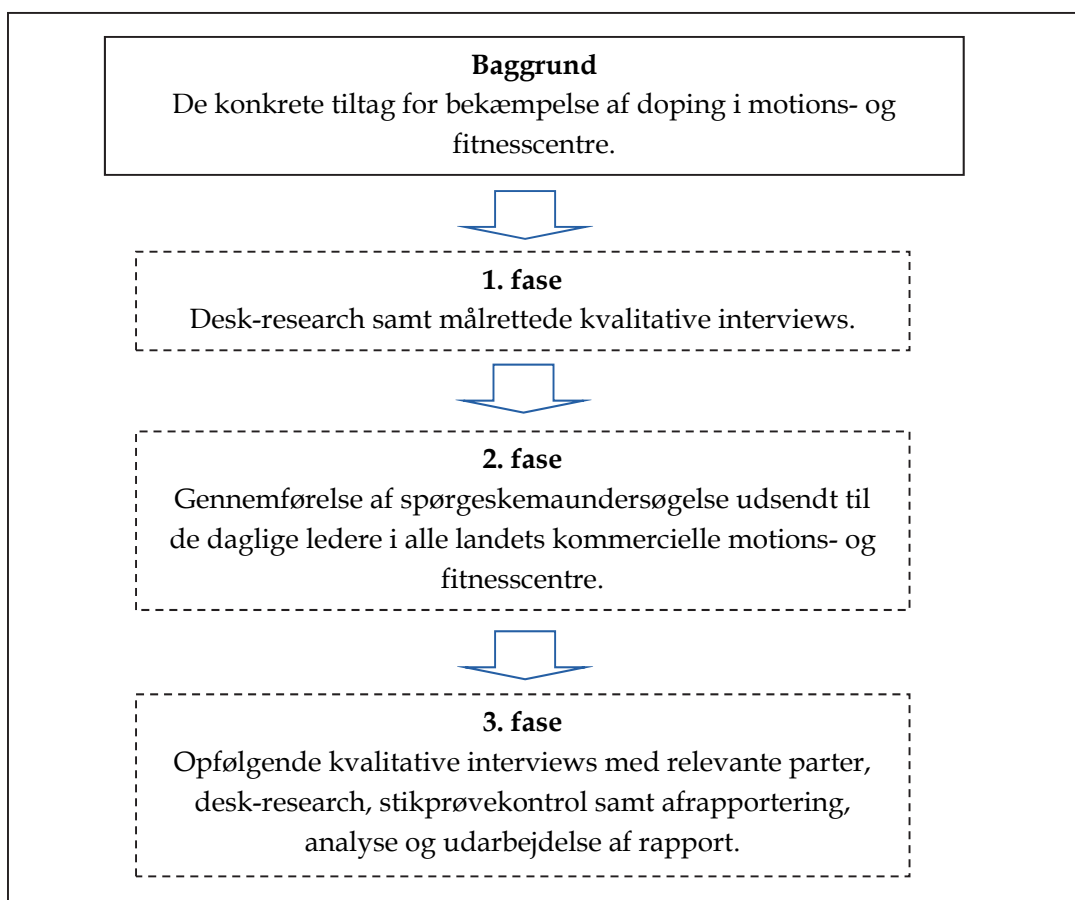 Baggrund
De konkrete tiltag for bekæmpelse af doping i motions- og
fitnesscentre.
1. fase
Desk-research samt målrettede kvalitative interviews.
2. fase
Gennemførelse af spørgeskemaundersøgelse udsendt til
de daglige ledere i alle landets kommercielle motions- og
fitnesscentre.
3. fase
Opfølgende kvalitative interviews med relevante parter,
desk-research, stikprøvekontrol samt afrapportering,
analyse og udarbejdelse af rapport.